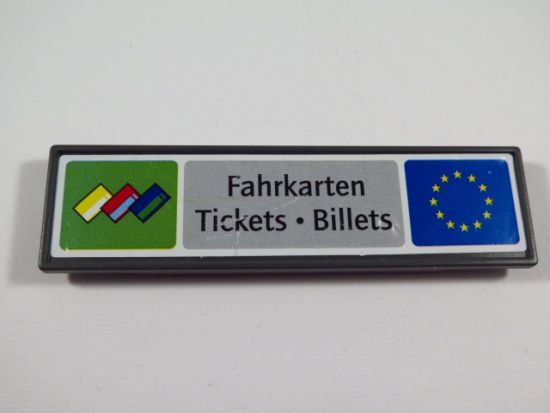 Fahrkarten
Tickets • Billets